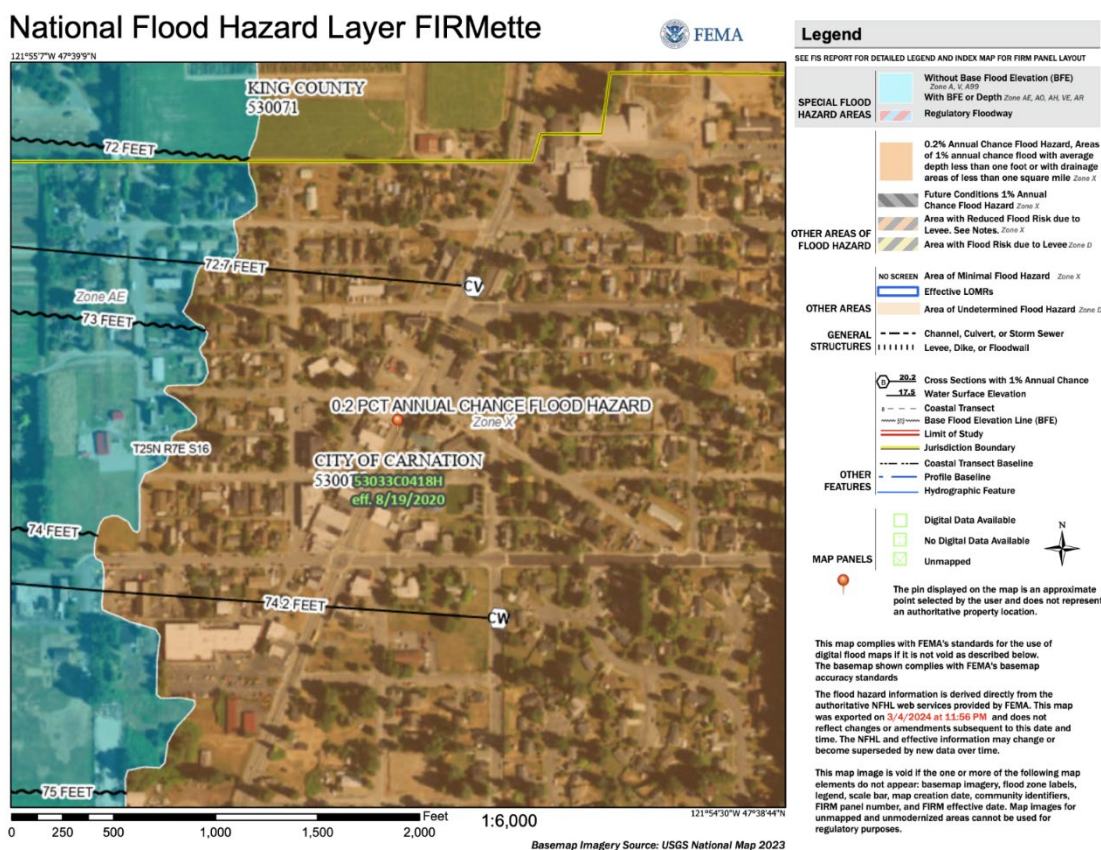 National Flood Hazard Layer FIRMette
FEMA
121°55'7"W 47°39'9"N
KING COUNTY
530071
72 FEET
72.7 FEET
CV
Zone AE
73 FEET
0.2 PCT ANNUAL CHANCE FLOOD HAZARD
Zone X
T25N R7E S16
CITY OF CARNATION
53033C0418H
eff. 8/19/2020
74 FEET
74.2 FEET
CW
75 FEET
0 250 500 1,000 1,500 2,000
Feet
1:6,000
121°54'30"W 47°38'44"N
Basemap Imagery Source: USGS National Map 2023
Legend
SEE FIS REPORT FOR DETAILED LEGEND AND INDEX MAP FOR FIRM PANEL LAYOUT
SPECIAL FLOOD
HAZARD AREAS
Without Base Flood Elevation (BFE)
Zone A, V, A99
With BFE or Depth Zone AE, AO, AH, VE, AR
Regulatory Floodway
0.2% Annual Chance Flood Hazard, Areas
of 1% annual chance flood with average
depth less than one foot or with drainage
areas of less than one square mile Zone X
Future Conditions 1% Annual
Chance Flood Hazard Zone X
Area with Reduced Flood Risk due to
Levee. See Notes. Zone X
Area with Flood Risk due to Levee Zone D
OTHER AREAS OF
FLOOD HAZARD
NO SCREEN Area of Minimal Flood Hazard Zone X
Effective LOMRs
OTHER AREAS
Area of Undetermined Flood Hazard Zone D
GENERAL
STRUCTURES
Channel, Culvert, or Storm Sewer
Levee, Dike, or Floodwall
B 20.2 Cross Sections with 1% Annual Chance
17.5 Water Surface Elevation
8 Coastal Transect
513 Base Flood Elevation Line (BFE)
Limit of Study
Jurisdiction Boundary
Coastal Transect Baseline
OTHER
FEATURES
Profile Baseline
Hydrographic Feature
Digital Data Available
No Digital Data Available
Unmapped
MAP PANELS
N
The pin displayed on the map is an approximate
point selected by the user and does not represent
an authoritative property location.
This map complies with FEMA's standards for the use of
digital flood maps if it is not void as described below.
The basemap shown complies with FEMA's basemap
accuracy standards
The flood hazard information is derived directly from the
authoritative NFHL web services provided by FEMA. This map
was exported on 3/4/2024 at 11:56 PM and does not
reflect changes or amendments subsequent to this date and
time. The NFHL and effective information may change or
become superseded by new data over time.
This map image is void if the one or more of the following map
elements do not appear: basemap imagery, flood zone labels,
legend, scale bar, map creation date, community identifiers,
FIRM panel number, and FIRM effective date. Map images for
unmapped and unmodernized areas cannot be used for
regulatory purposes.